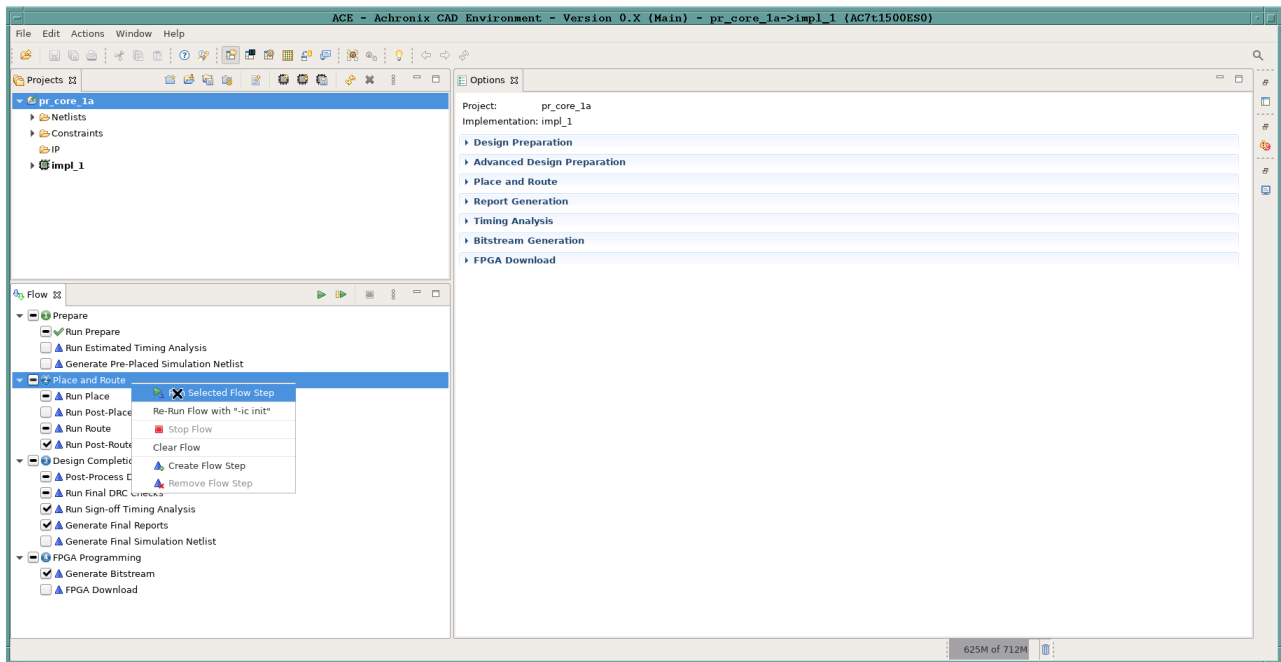 ACE - Achronix CAD Environment - Version 0.X (Main) - pr_core_1a->impl_1 (AC7t1500ES0)
File Edit Actions Window Help
Projects
pr_core_1a
Netlists
Constraints
IP
impl_1
Options
Project: pr_core_1a
Implementation: impl_1
Design Preparation
Advanced Design Preparation
Place and Route
Report Generation
Timing Analysis
Bitstream Generation
FPGA Download
Flow
Prepare
Run Prepare
Run Estimated Timing Analysis
Generate Pre-Placed Simulation Netlist
Place and Route
Run Place
Run Post-Place
Run Route
Run Post-Route
Design Completio
Post-Process D
Run Final DRC Checks
Run Sign-off Timing Analysis
Generate Final Reports
Generate Final Simulation Netlist
FPGA Programming
Generate Bitstream
FPGA Download
Selected Flow Step
Re-Run Flow with "-ic init"
Stop Flow
Clear Flow
Create Flow Step
Remove Flow Step
625M of 712M